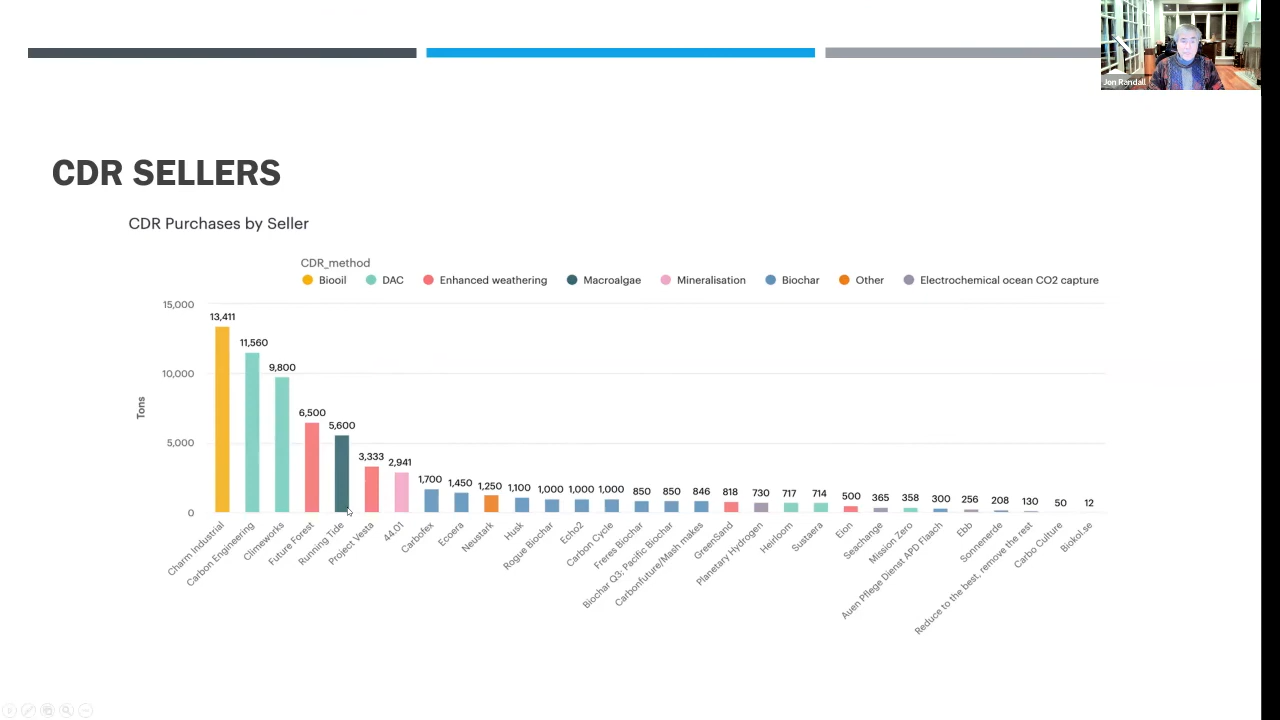 Jon Randall
CDR SELLERS
CDR Purchases by Seller
CDR_method
Biooil DAC Enhanced weathering Macroalgae Mineralisation Biochar Other Electrochemical ocean CO2 capture
15,000
10,000
5,000
0
Tons
13,411
11,560
9,800
6,500
5,600
3,333
2,941
1,700
1,450
1,250
1,100
1,000
1,000
1,000
850
850
846
818
730
717
714
500
365
358
300
256
208
130
50
12
Charm Industrial
Carbon Engineering
Climeworks
Future Forest
Running Tide
Project Vesta
44.01
Carbofex
Ecoera
Neustark
Husk
Rogue Biochar
Echo2
Carbon Cycle
Freres Biochar
Biochar Q3: Pacific Biochar
Carbonfuture/Mash makes
GreenSand
Planetary Hydrogen
Heirloom
Sustaera
Eion
Seachange
Mission Zero
Auen Pflege Dienst APD Flaach
Ebb
Sonnenerde
Reduce to the best, remove the rest
Carbo Culture
Biokol.se